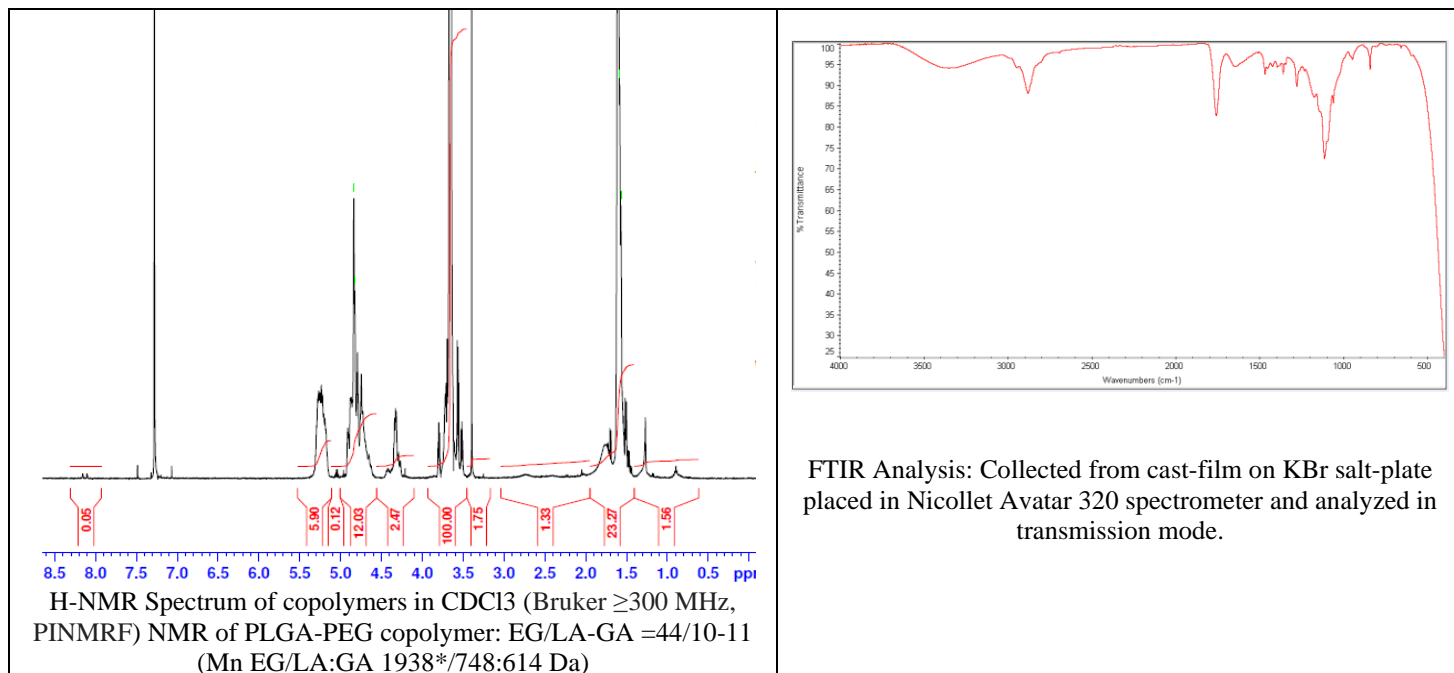 0.05
5.90
0.12
12.03
2.47
100.00
1.75
1.33
23.27
1.56
8.5 8.0 7.5 7.0 6.5 6.0 5.5 5.0 4.5 4.0 3.5 3.0 2.5 2.0 1.5 1.0 0.5 ppm
H-NMR Spectrum of copolymers in CDCl3 (Bruker ≥300 MHz,
PINMRF) NMR of PLGA-PEG copolymer: EG/LA-GA =44/10-11
(Mn EG/LA:GA 1938*/748:614 Da)
100
95
90
85
80
75
70
65
60
55
50
45
40
35
30
25
%Transmittance
4000 3500 3000 2500 2000 1500 1000 500
Wavenumbers (cm-1)
FTIR Analysis: Collected from cast-film on KBr salt-plate
placed in Nicollet Avatar 320 spectrometer and analyzed in
transmission mode.